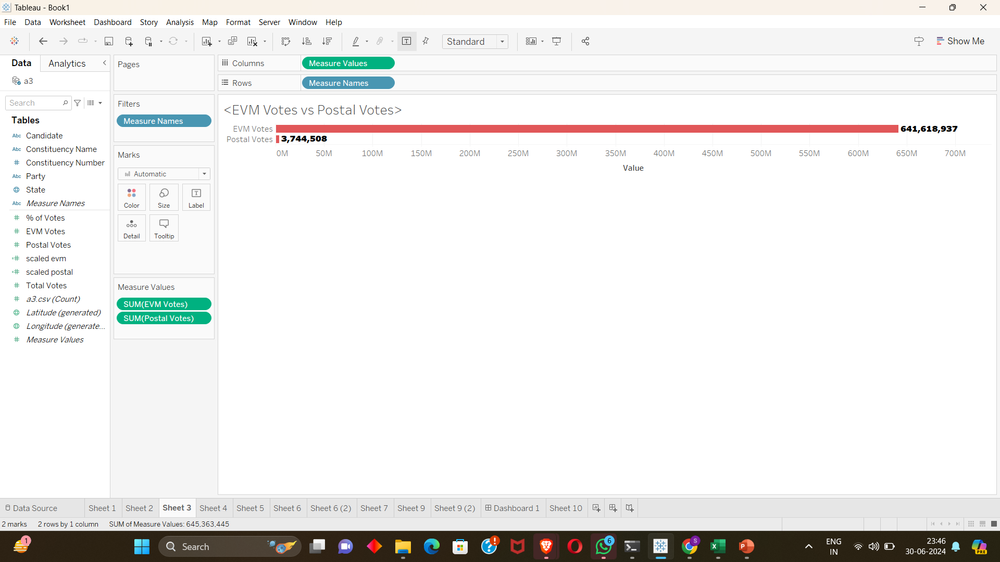 Tableau - Book1
File Data Worksheet Dashboard Story Analysis Map Format Server Window Help
Standard
Show Me
Data Analytics
a3
Search
Tables
Abc Candidate
Abc Constituency Name
# Constituency Number
Abc Party
State
Abc Measure Names
# % of Votes
# EVM Votes
# Postal Votes
=# scaled evm
=# scaled postal
# Total Votes
# a3.csv (Count)
Latitude (generated)
Longitude (generate...
# Measure Values
Pages
Filters
Measure Names
Marks
Automatic
Color Size Label
Detail Tooltip
Measure Values
SUM(EVM Votes)
SUM(Postal Votes)
Columns Measure Values
Rows Measure Names
<EVM Votes vs Postal Votes>
EVM Votes 641,618,937
Postal Votes 3,744,508
0M 50M 100M 150M 200M 250M 300M 350M 400M 450M 500M 550M 600M 650M 700M
Value
Data Source Sheet 1 Sheet 2 Sheet 3 Sheet 4 Sheet 5 Sheet 6 Sheet 6 (2) Sheet 7 Sheet 9 Sheet 9 (2) Dashboard 1 Sheet 10
2 marks 2 rows by 1 column SUM of Measure Values: 645,363,445
1 Search 6 S ENG 23:46
IN 30-06-2024 PRE